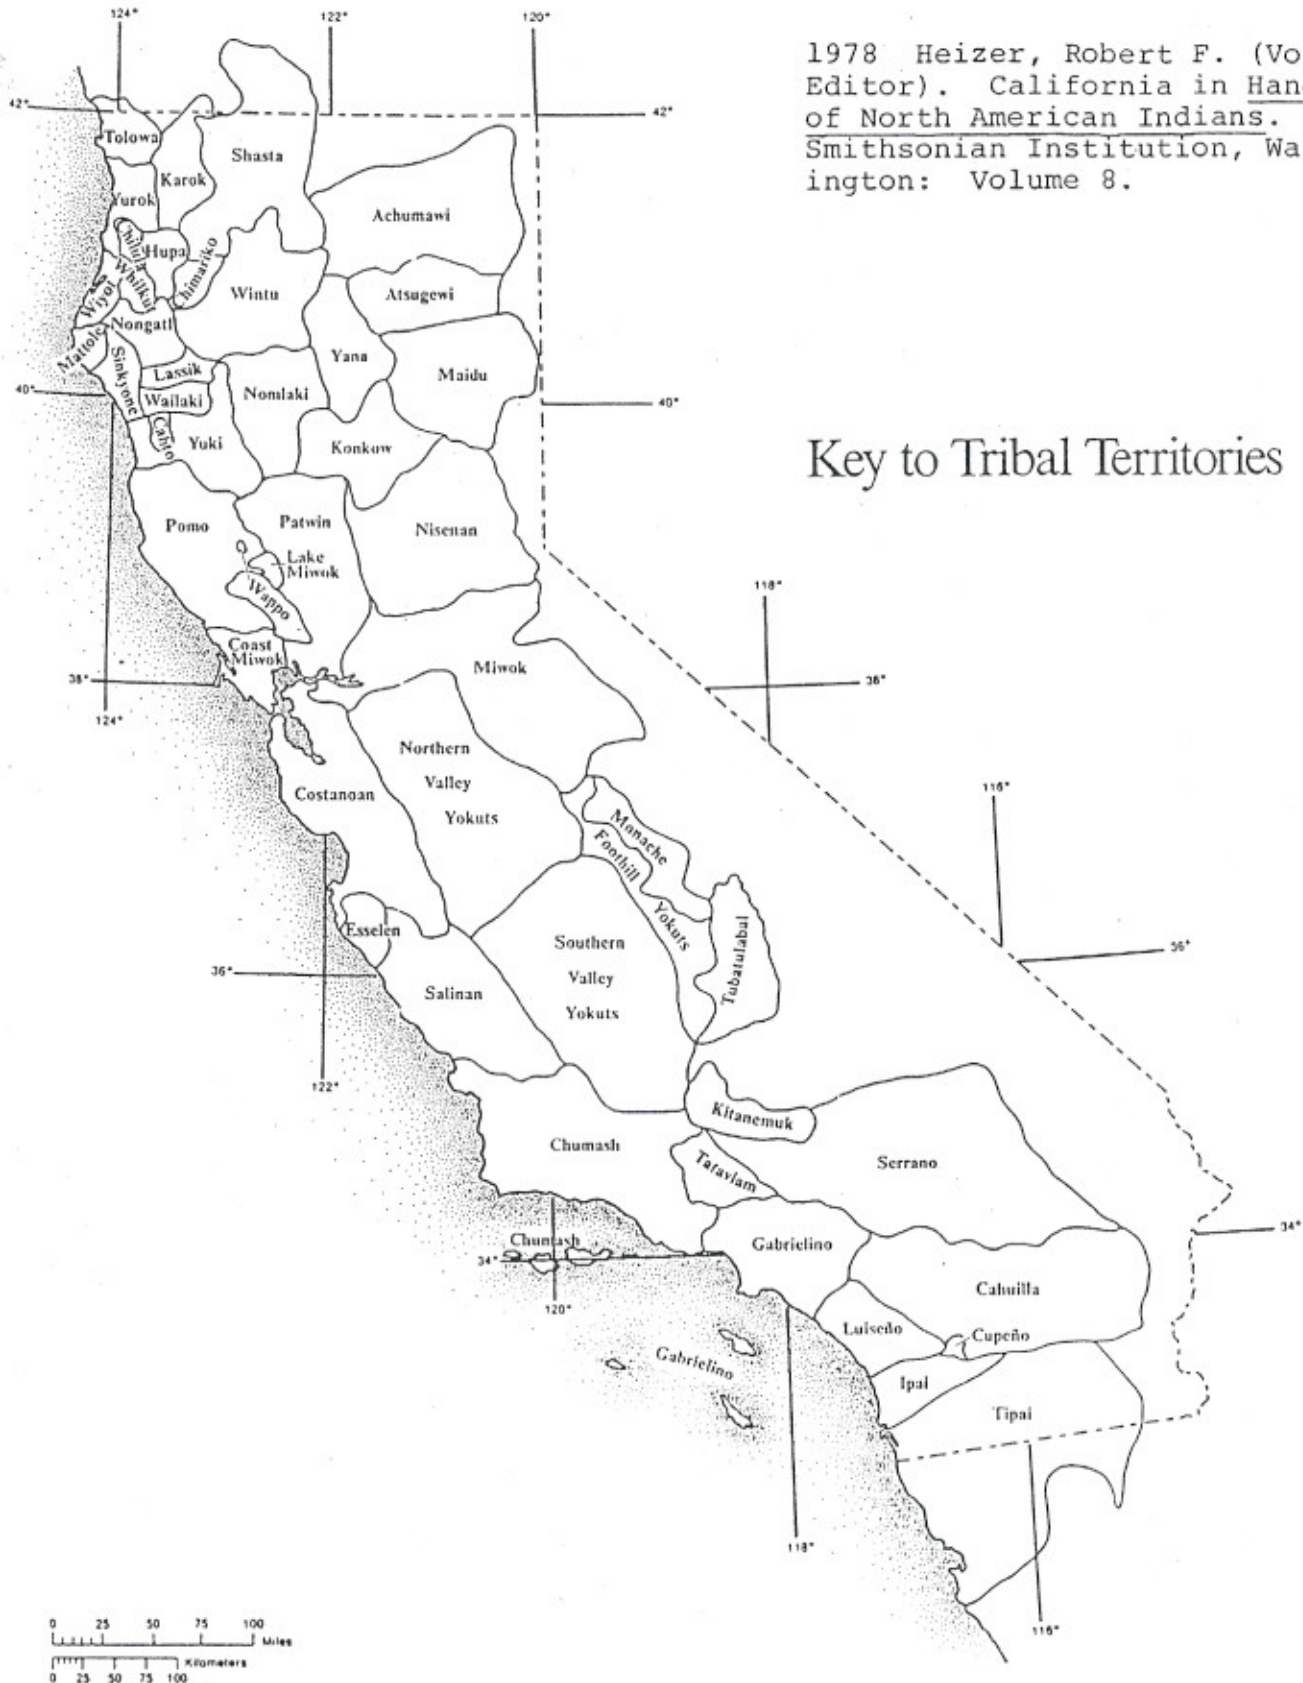 124°
122°
120°
1978 Heizer, Robert F. (Vo
Editor). California in Han
of North American Indians.
Smithsonian Institution, Wa
ington: Volume 8.
42°
42°
Tolowa
Shasta
Karok
Yurok
Achumawi
Chilula
Hupa
Chimariko
Whilkut
Wiyot
Wintu
Atsugewi
Nongatl
Mattole
Sinkyone
Lassik
Yana
Maidu
40°
Wailaki
Nomlaki
40°
Cahto
Yuki
Konkow
Key to Tribal Territories
Pomo
Patwin
Nisenan
Lake
Miwok
Wappo
118°
Coast
Miwok
Miwok
38°
38°
124°
Northern
Valley
Yokuts
Costanoan
116°
Monache
Foothill
Yokuts
Esselen
Southern
Valley
Yokuts
Tubatulabal
36°
36°
Salinan
122°
Kitanemuk
Chumash
Serrano
Tataviam
34°
Chumash
Gabrielino
34°
Cahuilla
120°
Luiseño
Cupeño
Gabrielino
Ipai
Tipai
118°
116°
0 25 50 75 100
Miles
Kilometers
0 25 50 75 100